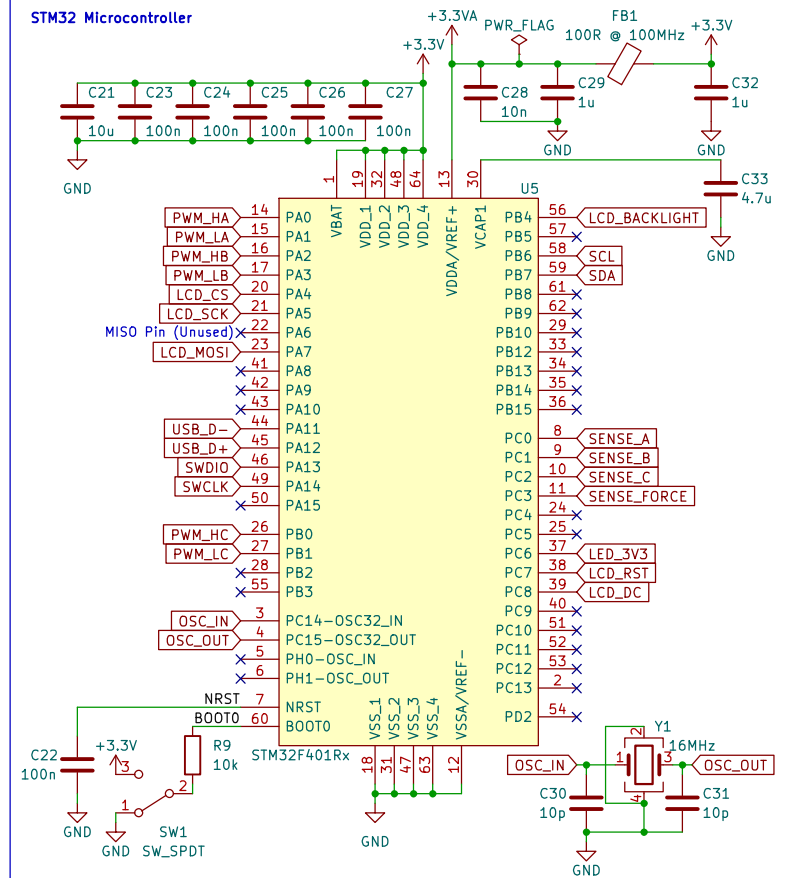 STM32 Microcontroller
+3.3VA
PWR_FLAG
FB1
100R @ 100MHz
+3.3V
+3.3V
C21
10u
C23
100n
C24
100n
C25
100n
C26
100n
C27
100n
GND
C28
10n
C29
1u
GND
C32
1u
GND
C33
4.7u
GND
U5
1 VBAT
19 VDD_1
32 VDD_2
48 VDD_3
64 VDD_4
13 VDDA/VREF+
30 VCAP1
PWM_HA 14 PA0
PWM_LA 15 PA1
PWM_HB 16 PA2
PWM_LB 17 PA3
LCD_CS 20 PA4
LCD_SCK 21 PA5
MISO Pin (Unused) 22 PA6
LCD_MOSI 23 PA7
41 PA8
42 PA9
43 PA10
USB_D- 44 PA11
USB_D+ 45 PA12
SWDIO 46 PA13
SWCLK 49 PA14
50 PA15
PWM_HC 26 PB0
PWM_LC 27 PB1
28 PB2
55 PB3
OSC_IN 3 PC14-OSC32_IN
OSC_OUT 4 PC15-OSC32_OUT
5 PH0-OSC_IN
6 PH1-OSC_OUT
NRST 7 NRST
BOOT0 60 BOOT0
PB4 56 LCD_BACKLIGHT
PB5 57
PB6 58 SCL
PB7 59 SDA
PB8 61
PB9 62
PB10 29
PB12 33
PB13 34
PB14 35
PB15 36
PC0 8 SENSE_A
PC1 9 SENSE_B
PC2 10 SENSE_C
PC3 11 SENSE_FORCE
PC4 24
PC5 25
PC6 37 LED_3V3
PC7 38 LCD_RST
PC8 39 LCD_DC
PC9 40
PC10 51
PC11 52
PC12 53
PC13 2
PD2 54
VSS_1 18
VSS_2 31
VSS_3 47
VSS_4 63
VSSA/VREF- 12
STM32F401Rx
GND
C22
100n
GND
+3.3V
3
2
1
R9
10k
GND
SW1
SW_SPDT
Y1
16MHz
OSC_IN
1
2
3
4
OSC_OUT
C30
10p
C31
10p
GND